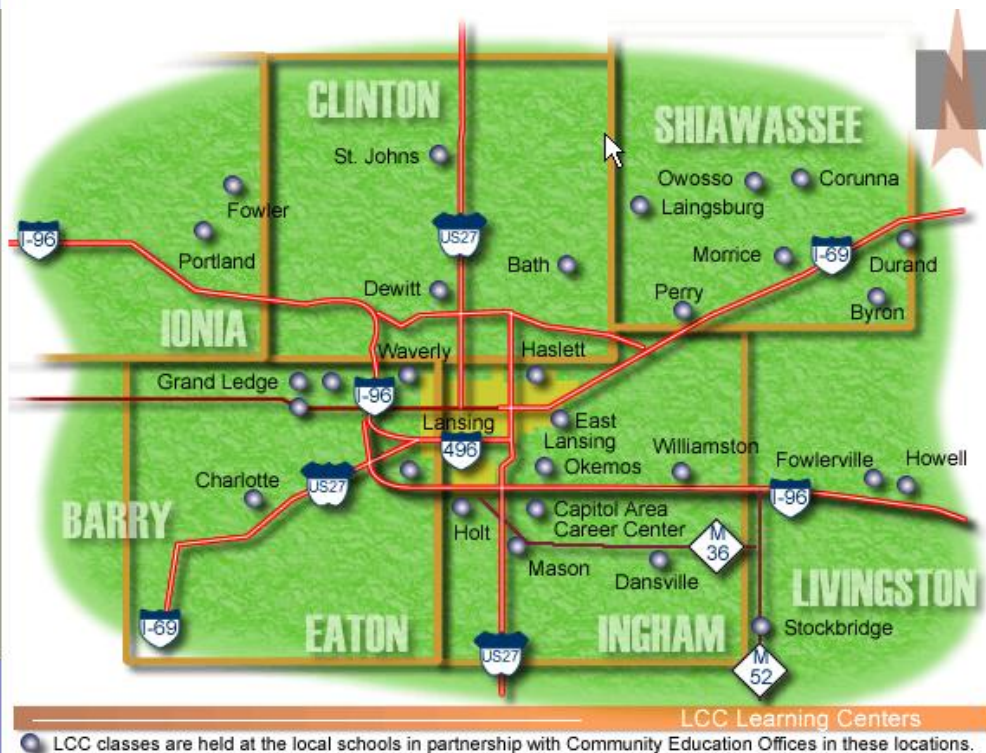 CLINTON
SHIAWASSEE
St. Johns
Owosso
Corunna
Fowler
Laingsburg
I-96
US27
Portland
Bath
Morrice
I-69
Durand
Dewitt
Perry
Byron
IONIA
Waverly
Haslett
Grand Ledge
I-96
Lansing
East
Lansing
496
Williamston
Okemos
Fowlerville
Howell
Charlotte
US27
I-96
BARRY
Holt
Capitol Area
Career Center
M
36
Mason
Dansville
LIVINGSTON
I-69
EATON
INGHAM
Stockbridge
US27
M
52
LCC Learning Centers
LCC classes are held at the local schools in partnership with Community Education Offices in these locations.